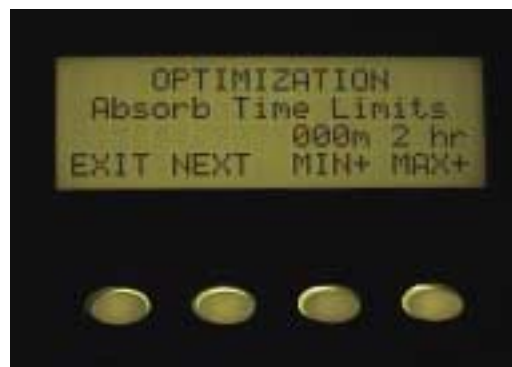 OPTIMIZATION
Absorb Time Limits
000m 2 hr
EXIT NEXT MIN+ MAX+